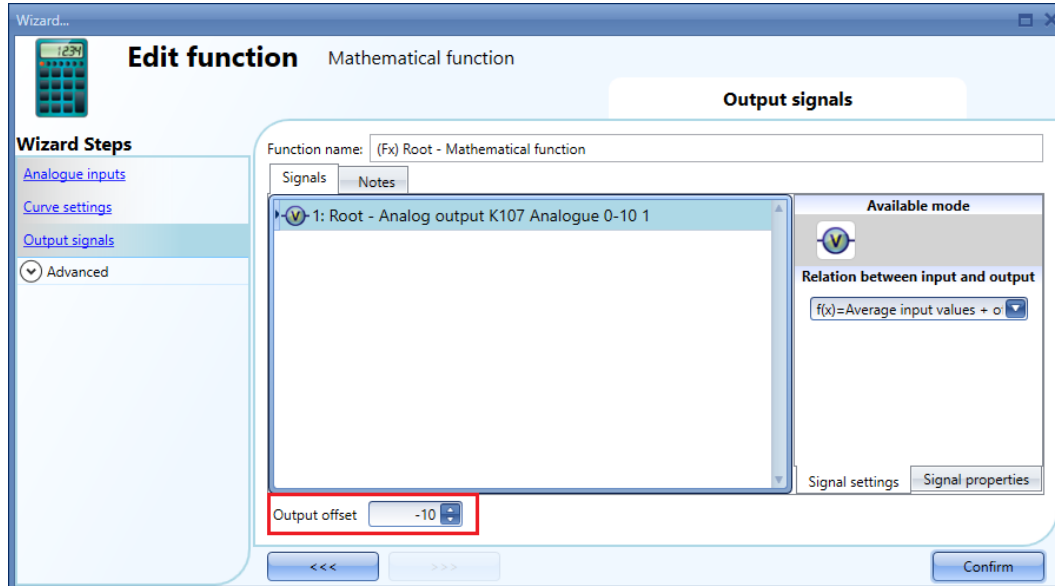 Wizard...
1234
Edit function Mathematical function
Output signals
Wizard Steps
Analogue inputs
Curve settings
Output signals
Advanced
Function name: (Fx) Root - Mathematical function
Signals Notes
V 1: Root - Analog output K107 Analogue 0-10 1
Available mode
V
Relation between input and output
f(x)=Average input values + o
Signal settings Signal properties
Output offset -10
<<< >>> Confirm